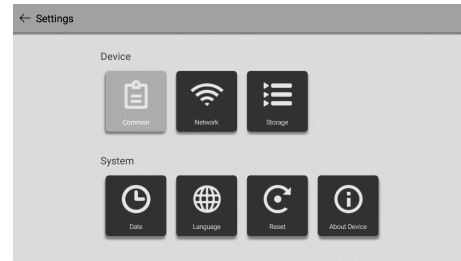 Settings
Device
Common
Network
Storage
System
Date
Language
Reset
About Device